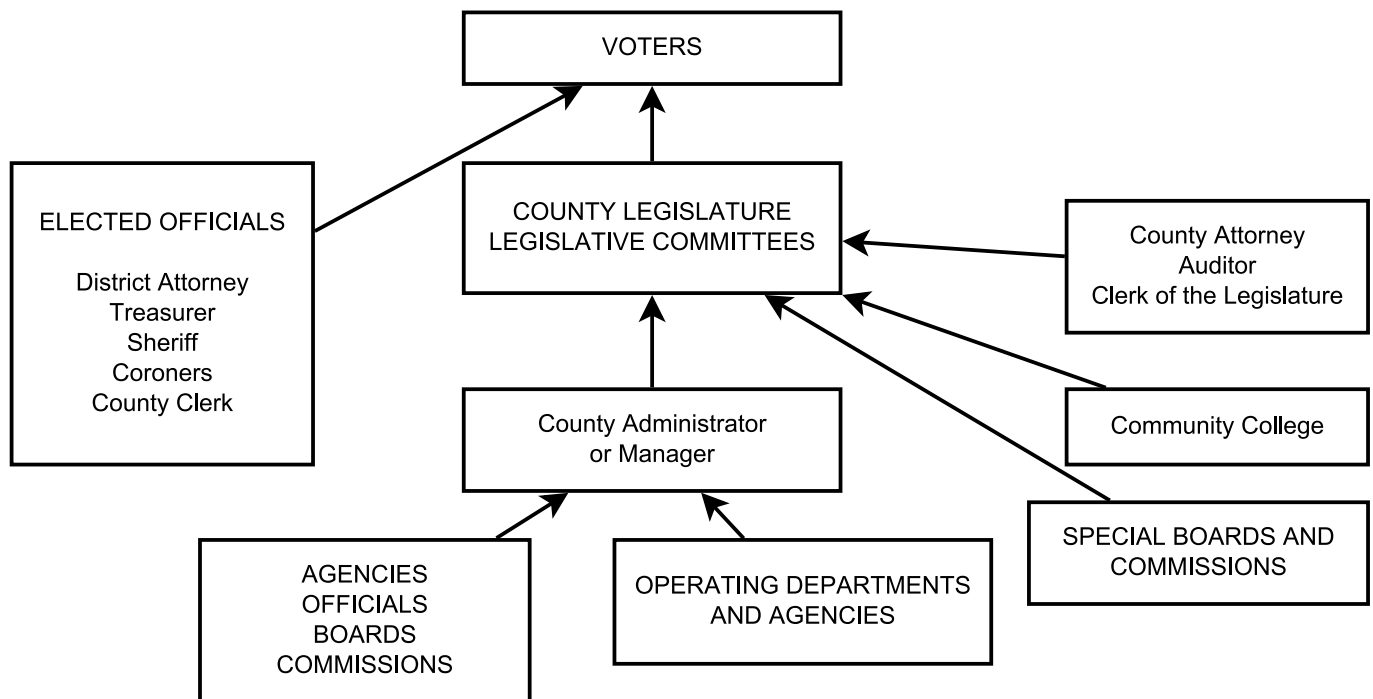 VOTERS
ELECTED OFFICIALS
District Attorney
Treasurer
Sheriff
Coroners
County Clerk
COUNTY LEGISLATURE
LEGISLATIVE COMMITTEES
County Attorney
Auditor
Clerk of the Legislature
County Administrator
or Manager
Community College
SPECIAL BOARDS AND
COMMISSIONS
AGENCIES
OFFICIALS
BOARDS
COMMISSIONS
OPERATING DEPARTMENTS
AND AGENCIES